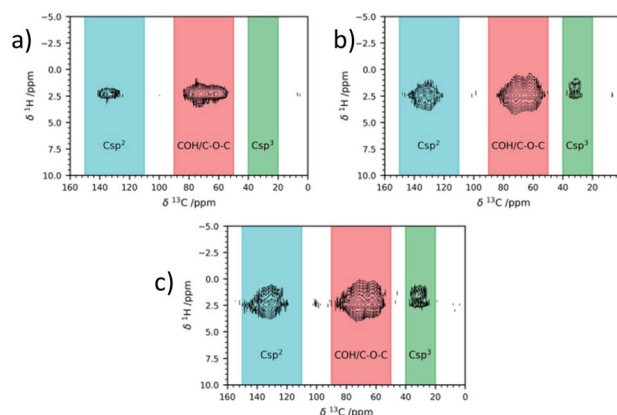 a)
b)
-5.0
-2.5
0.0
2.5
5.0
7.5
10.0
δ ¹H /ppm
Csp²
COH/C-O-C
Csp³
160 140 120 100 80 60 40 20 0
δ ¹³C /ppm
-5.0
-2.5
0.0
2.5
5.0
7.5
10.0
δ ¹H /ppm
Csp²
COH/C-O-C
Csp³
160 140 120 100 80 60 40 20
δ ¹³C /ppm
c)
-5.0
-2.5
0.0
2.5
5.0
7.5
10.0
δ ¹H /ppm
Csp²
COH/C-O-C
Csp³
160 140 120 100 80 60 40 20 0
δ ¹³C /ppm